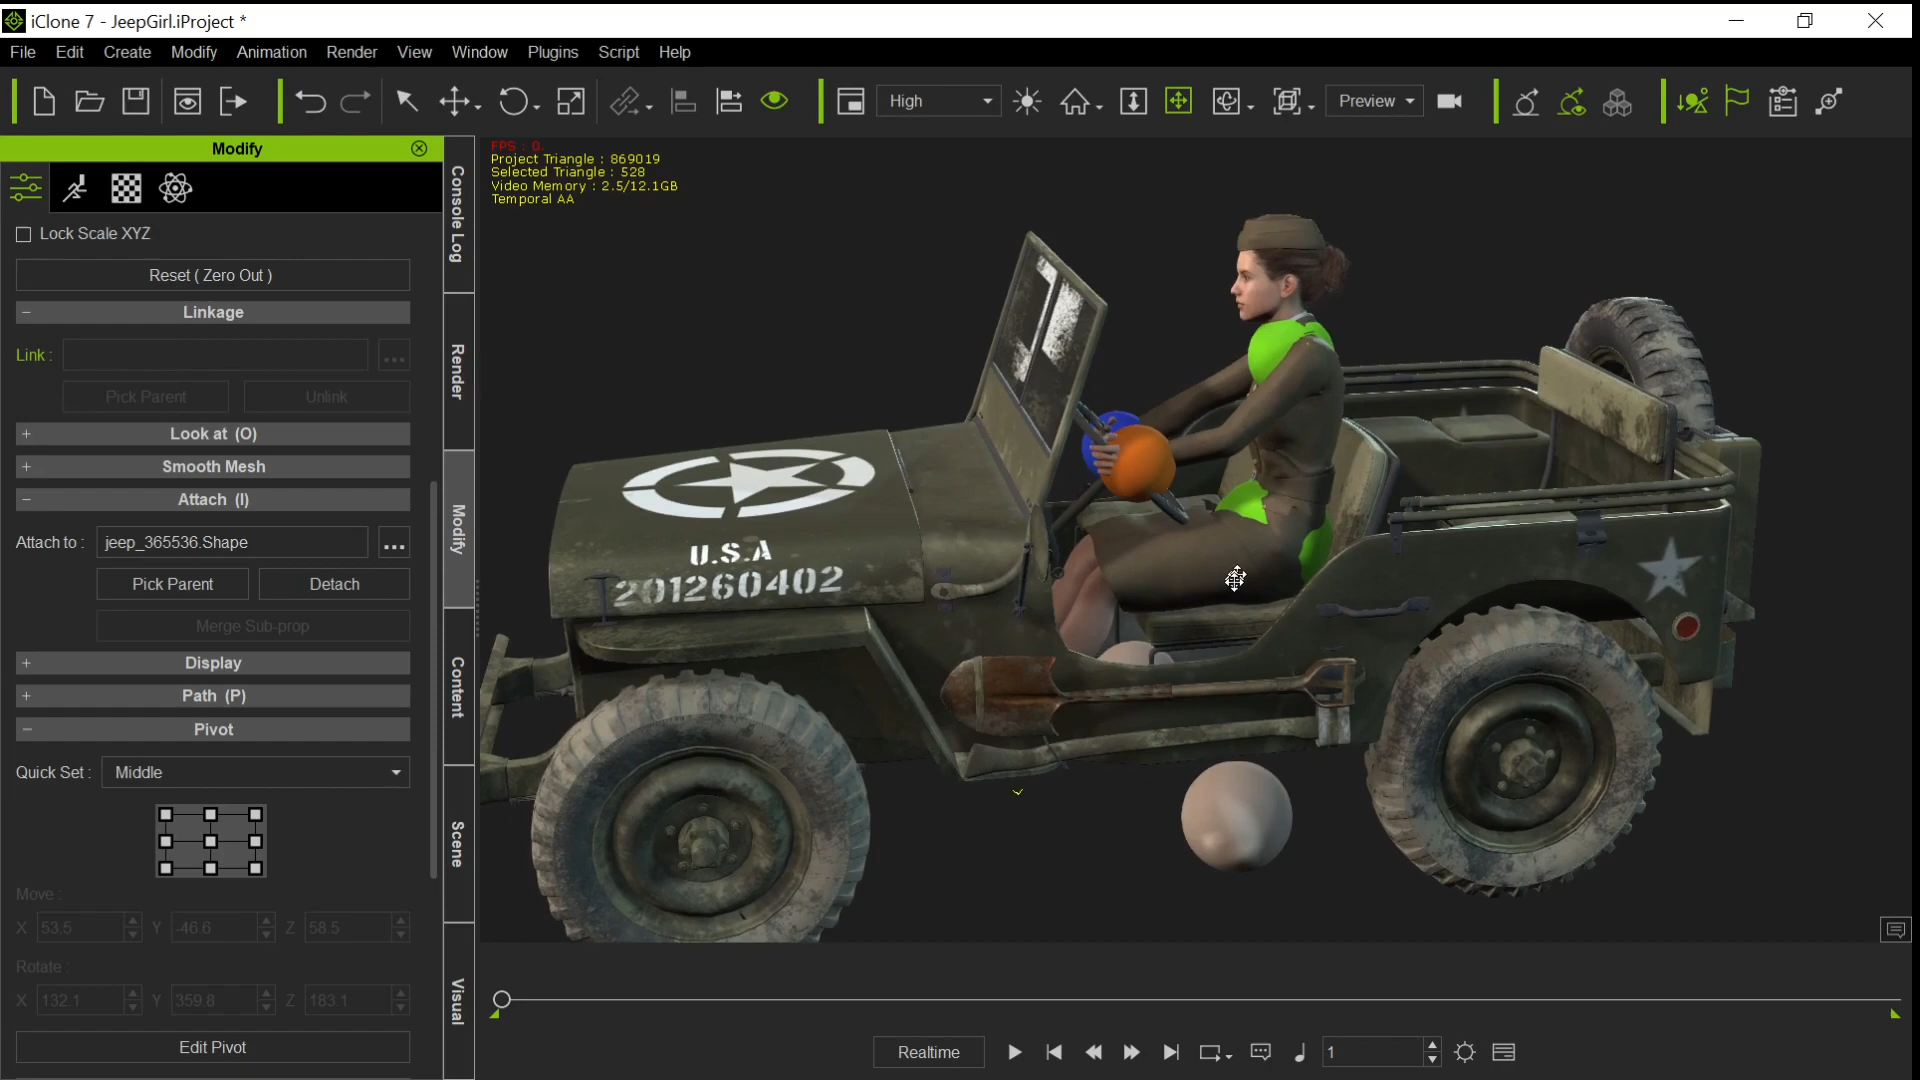 iClone 7 - JeepGirl.iProject *
File Edit Create Modify Animation Render View Window Plugins Script Help
High
Preview
Modify
Console Log
Render
Modify
Content
Scene
Visual
Lock Scale XYZ
Reset ( Zero Out )
Linkage
Link :
...
Pick Parent
Unlink
Look at (O)
Smooth Mesh
Attach (I)
Attach to : jeep_365536.Shape
...
Pick Parent
Detach
Merge Sub-prop
Display
Path (P)
Pivot
Quick Set : Middle
Move :
X 53.5 Y -46.6 Z 58.5
Rotate :
X 132.1 Y 359.8 Z 183.1
Edit Pivot
FPS : 0.
Project Triangle : 869019
Selected Triangle : 528
Video Memory : 2.5/12.1GB
Temporal AA
U.S.A
201260402
Realtime
1